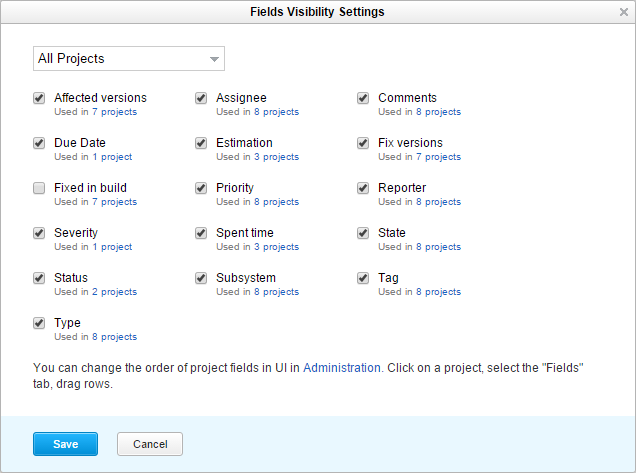 Fields Visibility Settings
All Projects
Affected versions
Used in 7 projects
Assignee
Used in 8 projects
Comments
Used in 8 projects
Due Date
Used in 1 project
Estimation
Used in 3 projects
Fix versions
Used in 7 projects
Fixed in build
Used in 7 projects
Priority
Used in 8 projects
Reporter
Used in 8 projects
Severity
Used in 1 project
Spent time
Used in 3 projects
State
Used in 8 projects
Status
Used in 2 projects
Subsystem
Used in 8 projects
Tag
Used in 8 projects
Type
Used in 8 projects
You can change the order of project fields in UI in Administration. Click on a project, select the "Fields"
tab, drag rows.
Save
Cancel